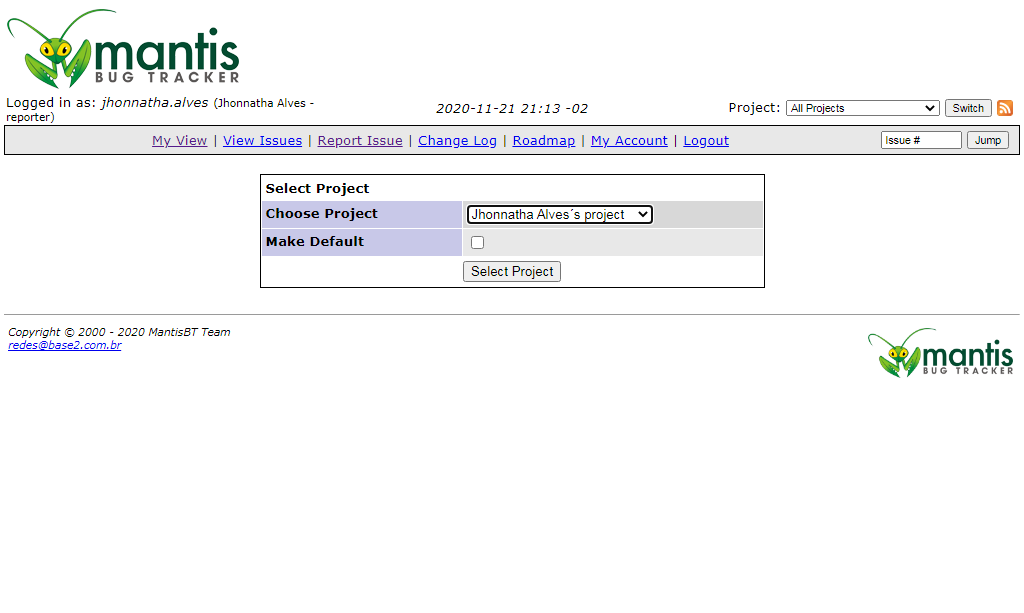 mantis
BUG TRACKER
Logged in as: jhonnatha.alves (Jhonnatha Alves - reporter)
2020-11-21 21:13 -02
Project: All Projects Switch
My View | View Issues | Report Issue | Change Log | Roadmap | My Account | Logout
Issue # Jump
Select Project
Choose Project Jhonnatha Alves´s project
Make Default
Select Project
Copyright © 2000 - 2020 MantisBT Team
redes@base2.com.br
mantis
BUG TRACKER